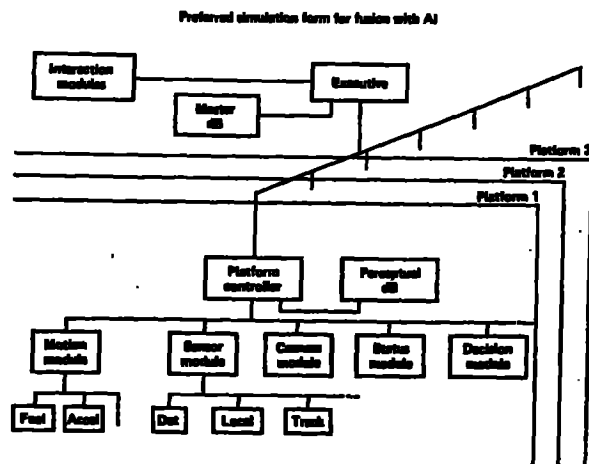 Preferred simulation form for fusion with AI
Interaction
modules
Executive
Master
dB
Platform 3
Platform 2
Platform 1
Platform
controller
Perceptual
dB
Motion
module
Sensor
module
Comms
module
Status
module
Decision
module
Fuel
Accel
Det
Local
Track